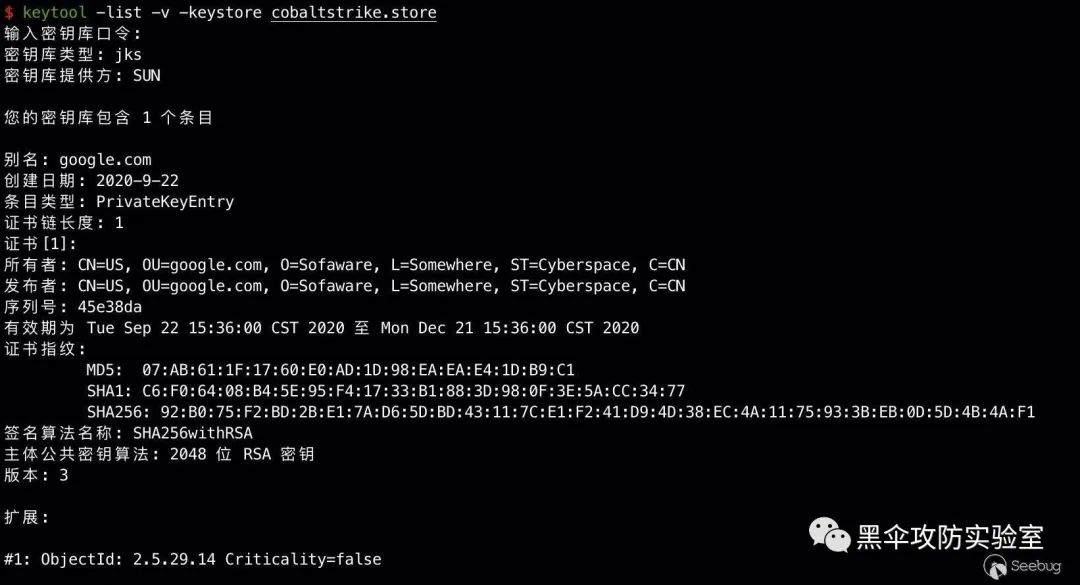 $ keytool -list -v -keystore cobaltstrike.store
输入密钥库口令:
密钥库类型: jks
密钥库提供方: SUN
您的密钥库包含 1 个条目
别名: google.com
创建日期: 2020-9-22
条目类型: PrivateKeyEntry
证书链长度: 1
证书[1]:
所有者: CN=US, OU=google.com, O=Sofaware, L=Somewhere, ST=Cyberspace, C=CN
发布者: CN=US, OU=google.com, O=Sofaware, L=Somewhere, ST=Cyberspace, C=CN
序列号: 45e38da
有效期为 Tue Sep 22 15:36:00 CST 2020 至 Mon Dec 21 15:36:00 CST 2020
证书指纹:
MD5: 07:AB:61:1F:17:60:E0:AD:1D:98:EA:EA:E4:1D:B9:C1
SHA1: C6:F0:64:08:B4:5E:95:F4:17:33:B1:88:3D:98:0F:3E:5A:CC:34:77
SHA256: 92:B0:75:F2:BD:2B:E1:7A:D6:5D:BD:43:11:7C:E1:F2:41:D9:4D:38:EC:4A:11:75:93:3B:EB:0D:5D:4B:4A:F1
签名算法名称: SHA256withRSA
主体公共密钥算法: 2048 位 RSA 密钥
版本: 3
扩展:
#1: ObjectId: 2.5.29.14 Criticality=false
黑伞攻防实验室
Seebug